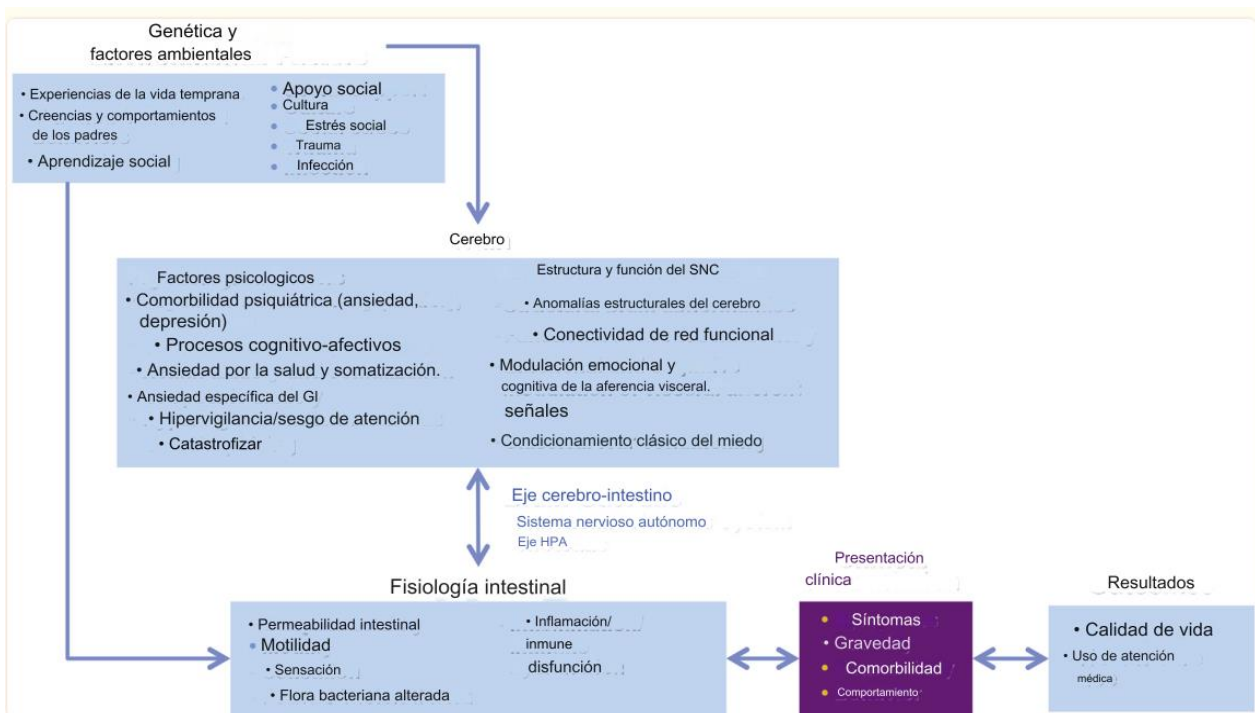 Genética y
factores ambientales
• Experiencias de la vida temprana
• Creencias y comportamientos
de los padres
• Aprendizaje social
• Apoyo social
• Cultura
• Estrés social
• Trauma
• Infección
Cerebro
Factores psicologicos
• Comorbilidad psiquiátrica (ansiedad,
depresión)
• Procesos cognitivo-afectivos
• Ansiedad por la salud y somatización.
• Ansiedad específica del GI
• Hipervigilancia/sesgo de atención
• Catastrofizar
Estructura y función del SNC
• Anomalías estructurales del cerebro
• Conectividad de red funcional
• Modulación emocional y
cognitiva de la aferencia visceral.
señales
• Condicionamiento clásico del miedo
Eje cerebro-intestino
Sistema nervioso autónomo
Eje HPA
Fisiología intestinal
• Permeabilidad intestinal
• Motilidad
• Sensación
• Flora bacteriana alterada
• Inflamación/
inmune
disfunción
Presentación
clínica
• Síntomas
• Gravedad
• Comorbilidad
• Comportamiento
Resultados
• Calidad de vida
• Uso de atención
médica